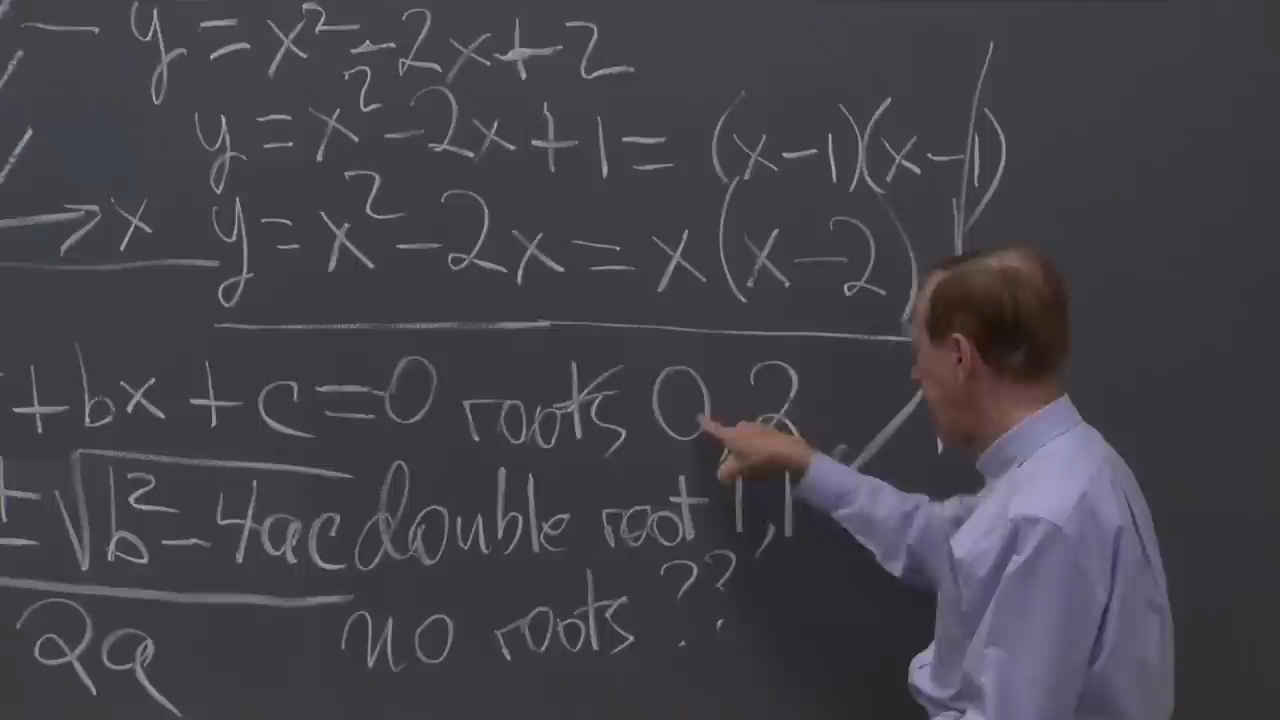 y = x² - 2x + 2
y = x² - 2x + 1 = (x - 1)(x - 1)
x
y = x² - 2x = x(x - 2)
+ bx + c = 0 roots 0, 2
± √b² - 4ac double root 1, 1
2a no roots ??